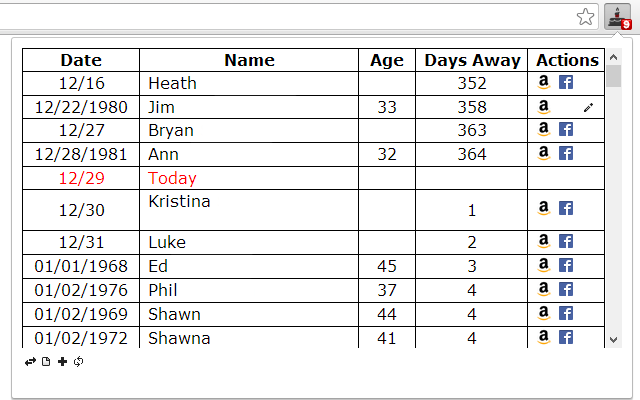 9
Date Name Age Days Away Actions
12/16 Heath 352 a f
12/22/1980 Jim 33 358 a
12/27 Bryan 363 a f
12/28/1981 Ann 32 364 a f
12/29 Today
12/30 Kristina 1 a f
12/31 Luke 2 a f
01/01/1968 Ed 45 3 a f
01/02/1976 Phil 37 4 a f
01/02/1969 Shawn 44 4 a f
01/02/1972 Shawna 41 4 a f